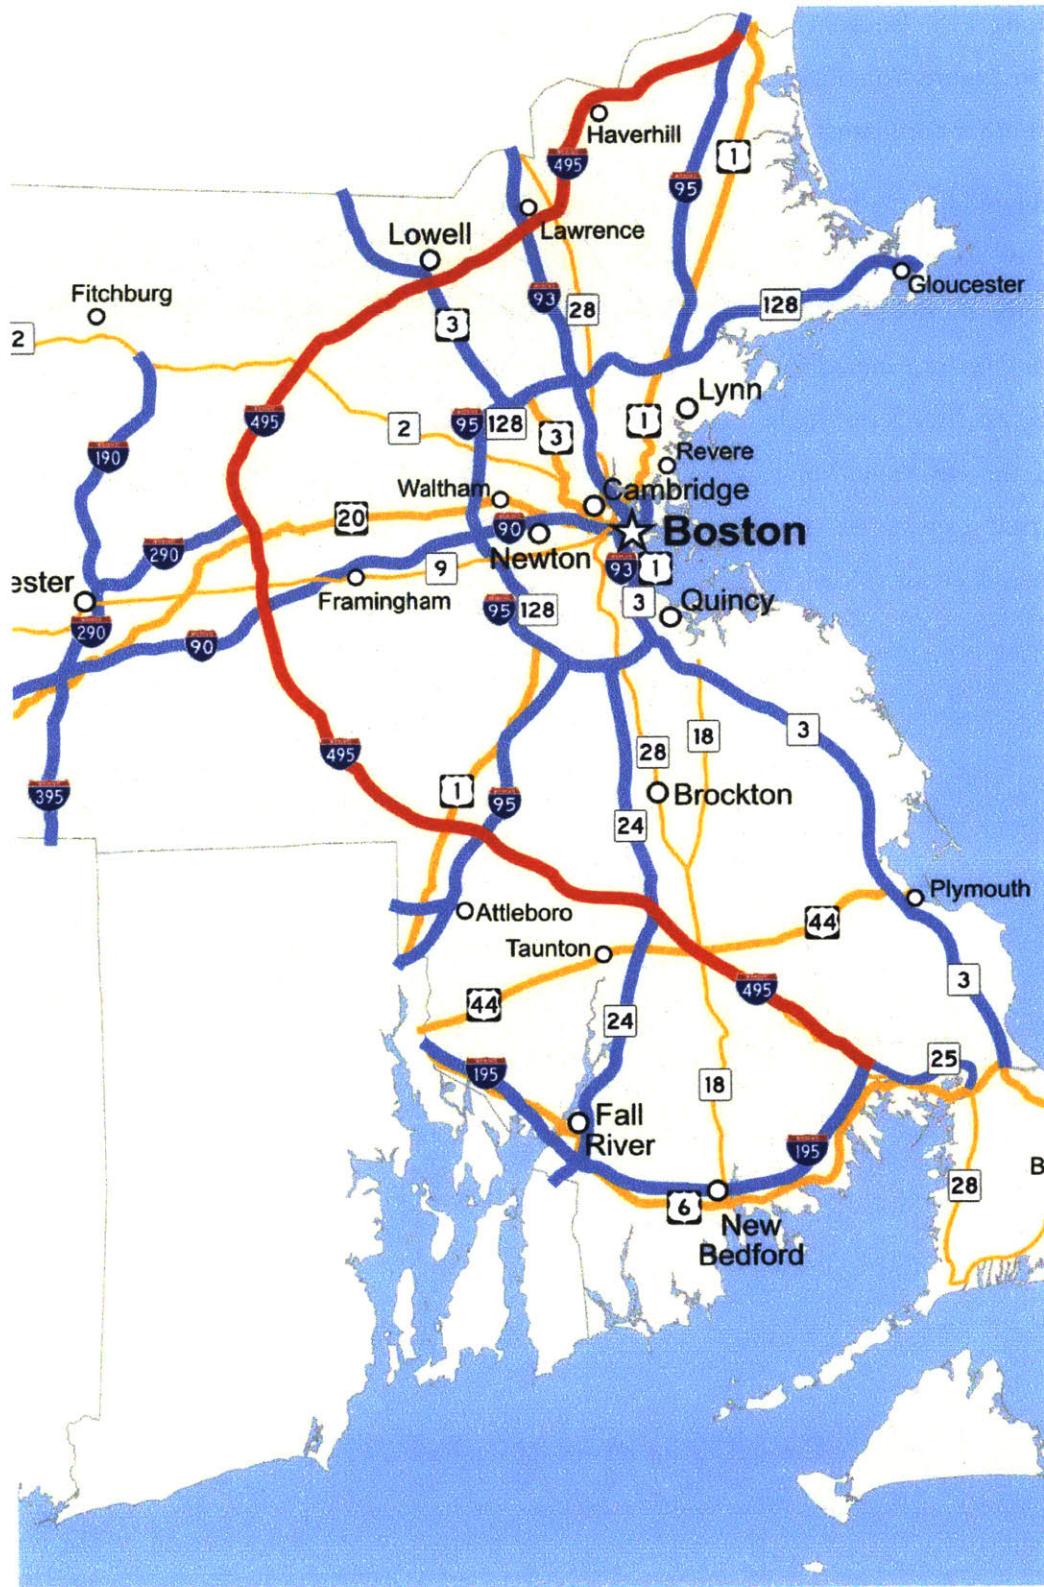 Haverhill
495
1
95
Lawrence
Lowell
Gloucester
Fitchburg
93
28
128
3
2
Lynn
495
95
128
1
2
3
190
Revere
Waltham
Cambridge
20
90
Boston
290
Newton
9
93
1
ester
Framingham
95
128
3
Quincy
290
90
18
3
28
495
1
395
95
Brockton
24
Plymouth
Attleboro
44
Taunton
3
495
44
24
25
195
18
Fall
River
195
B
28
6
New
Bedford